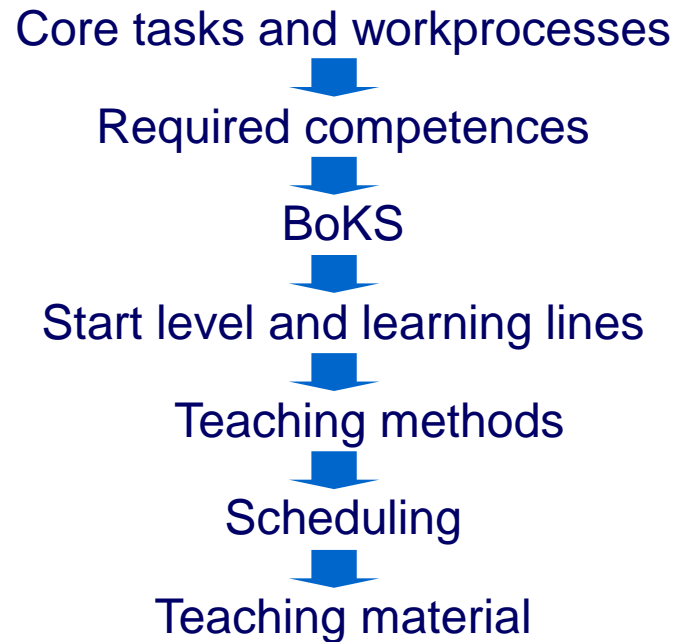 Core tasks and workprocesses
Required competences
BoKS
Start level and learning lines
Teaching methods
Scheduling
Teaching material